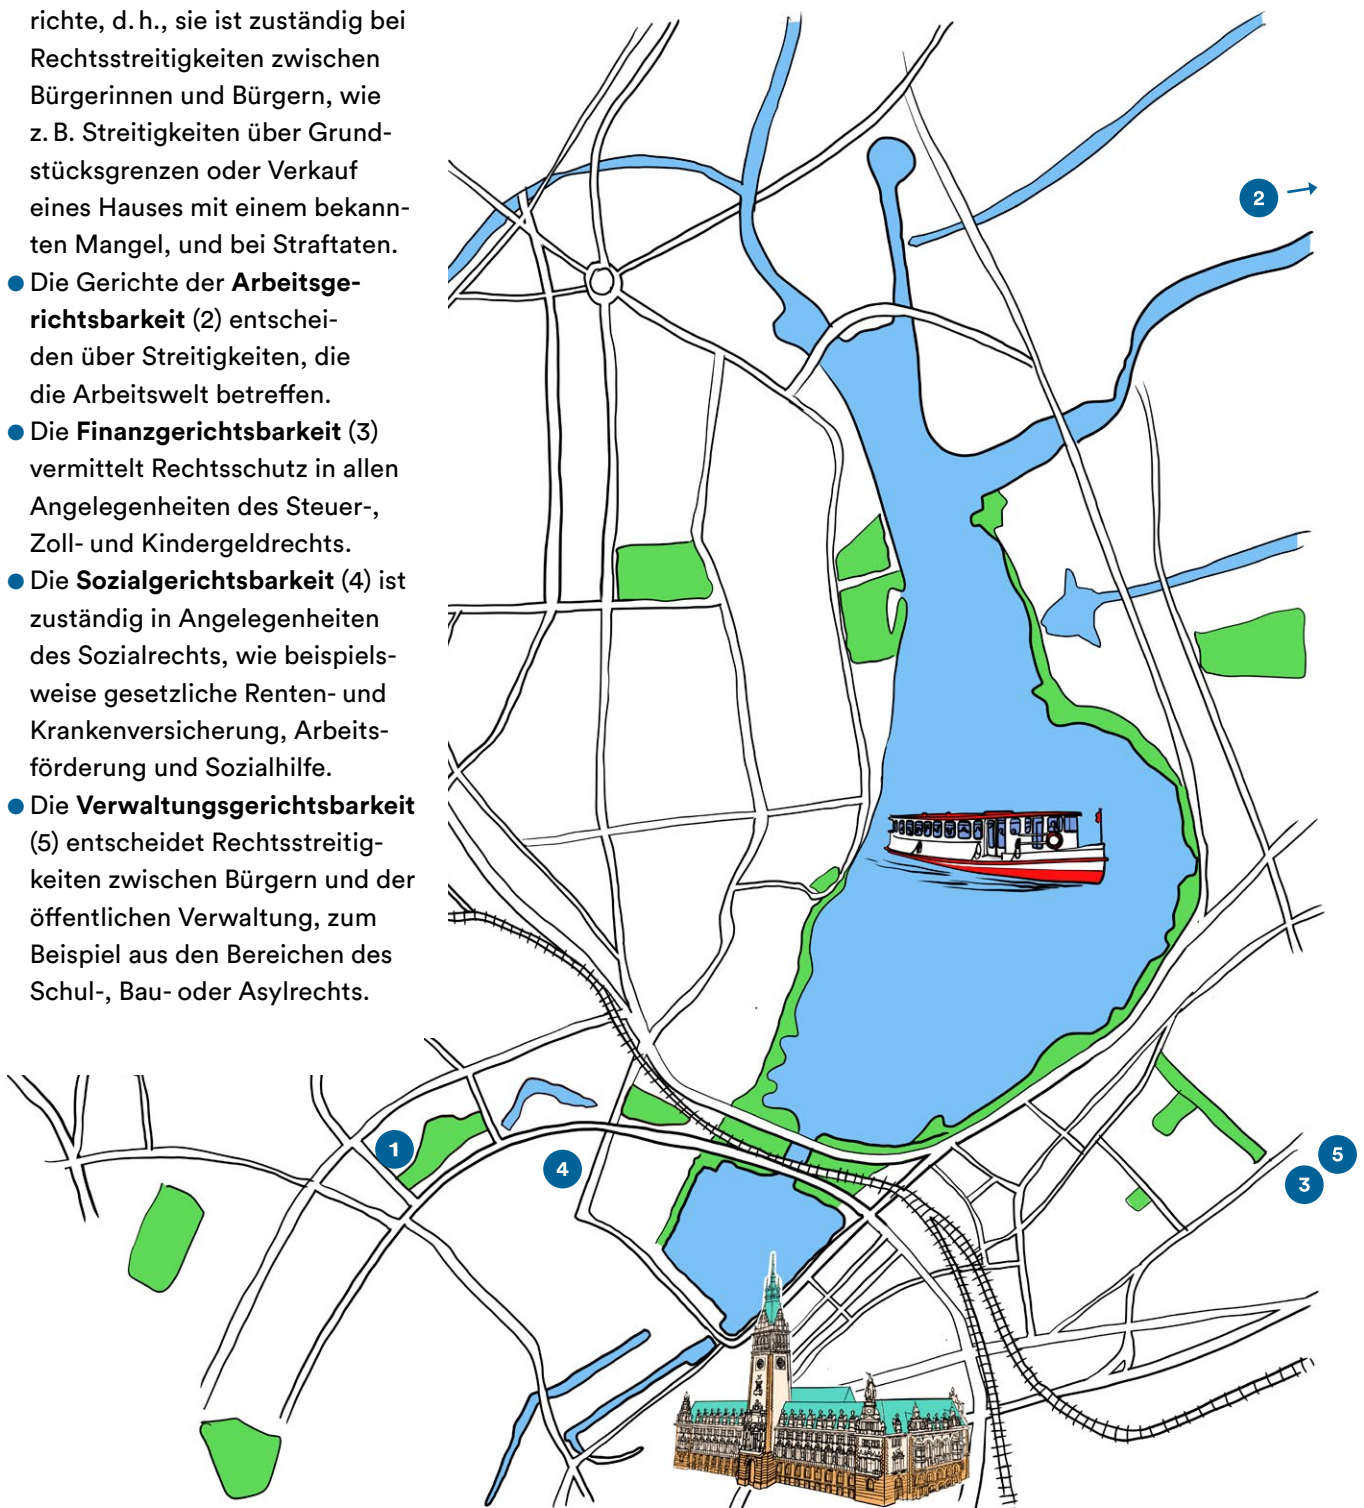 richte, d. h., sie ist zuständig bei
Rechtsstreitigkeiten zwischen
Bürgerinnen und Bürgern, wie
z. B. Streitigkeiten über Grund-
stücksgrenzen oder Verkauf
eines Hauses mit einem bekann-
ten Mangel, und bei Straftaten.
● Die Gerichte der Arbeitsge-
richtsbarkeit (2) entschei-
den über Streitigkeiten, die
die Arbeitswelt betreffen.
● Die Finanzgerichtsbarkeit (3)
vermittelt Rechtsschutz in allen
Angelegenheiten des Steuer-,
Zoll- und Kindergeldrechts.
● Die Sozialgerichtsbarkeit (4) ist
zuständig in Angelegenheiten
des Sozialrechts, wie beispiels-
weise gesetzliche Renten- und
Krankenversicherung, Arbeits-
förderung und Sozialhilfe.
● Die Verwaltungsgerichtsbarkeit
(5) entscheidet Rechtsstreitig-
keiten zwischen Bürgern und der
öffentlichen Verwaltung, zum
Beispiel aus den Bereichen des
Schul-, Bau- oder Asylrechts.
2
1
4
5
3